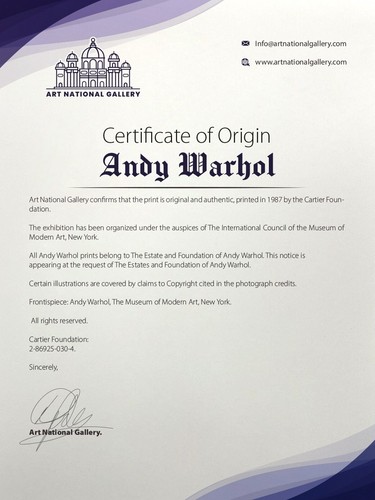 Info@artnationalgallery.com
www.artnationalgallery.com
ART NATIONAL GALLERY
Certificate of Origin
Andy Warhol
Art National Gallery confirms that the print is original and authentic, printed in 1987 by the Cartier Foun-
dation.
The exhibition has been organized under the auspices of The International Council of the Museum of
Modern Art, New York.
All Andy Warhol prints belong to The Estate and Foundation of Andy Warhol. This notice is
appearing at the request of The Estates and Foundation of Andy Warhol.
Certain illustrations are covered by claims to Copyright cited in the photograph credits.
Frontispiece: Andy Warhol, The Museum of Modern Art, New York.
All rights reserved.
Cartier Foundation:
2-86925-030-4.
Sincerely,
Art National Gallery.